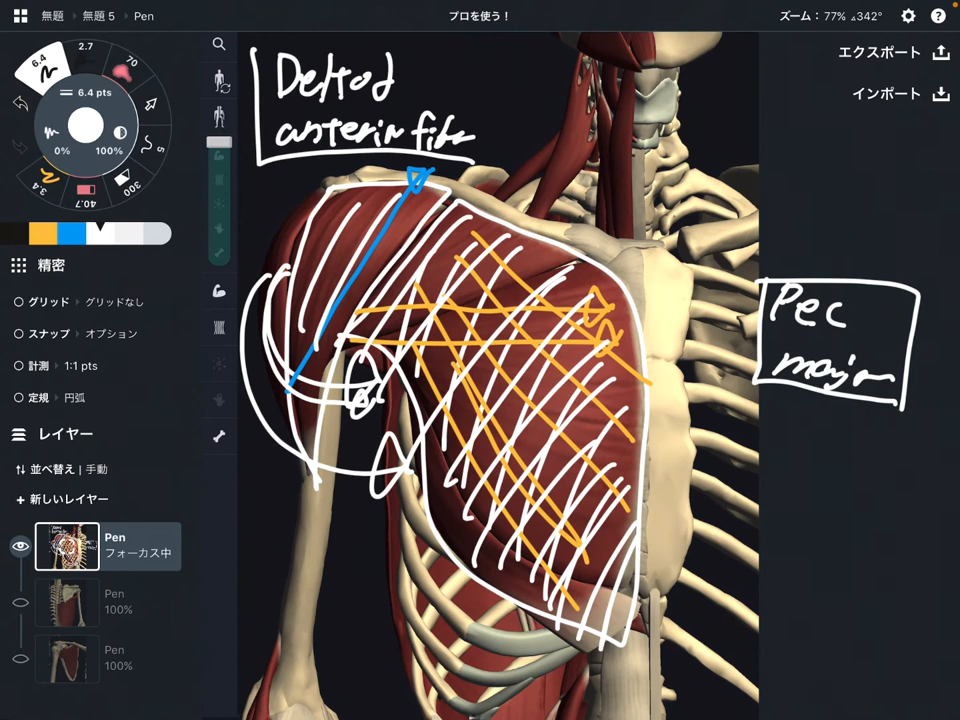 無題 > 無題 5 > Pen
プロを使う！
ズーム： 77% ⊿342°
エクスポート
インポート
2.7
6.4
70
6.4 pts
0% 100%
5
3.4
40.7
300
精密
グリッド > グリッドなし
スナップ > オプション
計測 > 1:1 pts
定規 > 円弧
レイヤー
並べ替え | 手動
+ 新しいレイヤー
Pen
フォーカス中
Pen
100%
Pen
100%
Deltod
anterin fibr
Pec
major